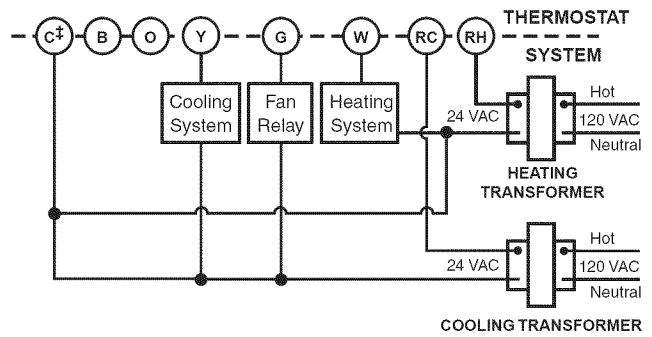 THERMOSTAT
C‡ B O Y G W RC RH
SYSTEM
Cooling System
Fan Relay
Heating System
24 VAC
Hot
120 VAC
Neutral
HEATING
TRANSFORMER
24 VAC
Hot
120 VAC
Neutral
COOLING TRANSFORMER